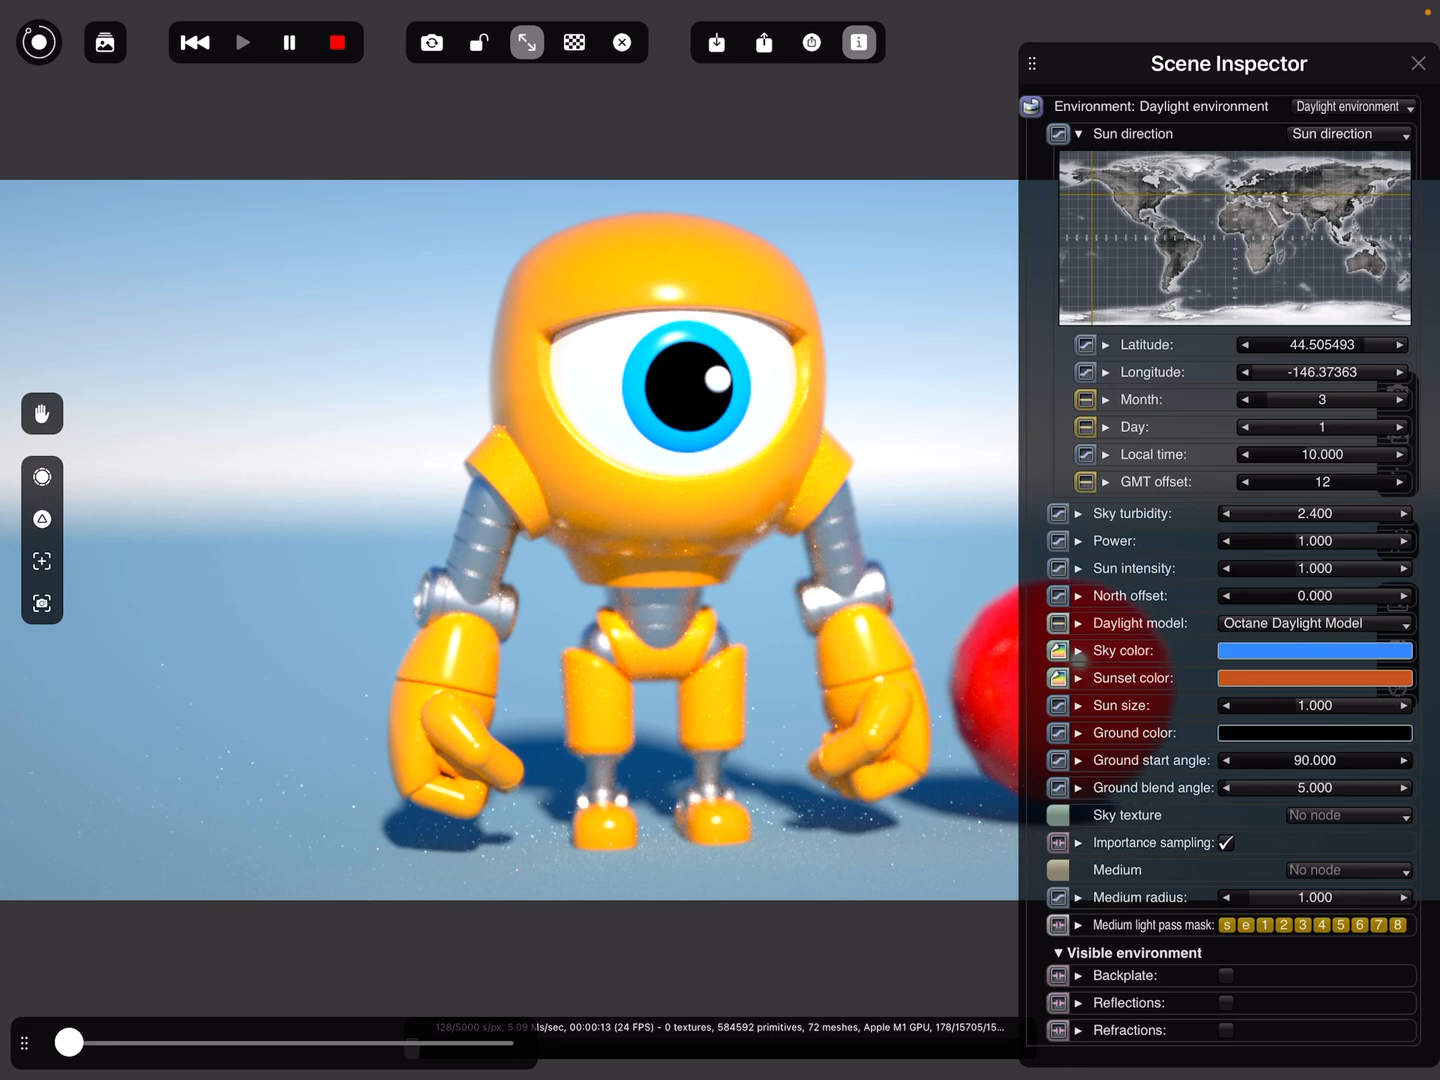 Scene Inspector
Environment: Daylight environment Daylight environment
Sun direction Sun direction
Latitude: 44.505493
Longitude: -146.37363
Month: 3
Day: 1
Local time: 10.000
GMT offset: 12
Sky turbidity: 2.400
Power: 1.000
Sun intensity: 1.000
North offset: 0.000
Daylight model: Octane Daylight Model
Sky color:
Sunset color:
Sun size: 1.000
Ground color:
Ground start angle: 90.000
Ground blend angle: 5.000
Sky texture No node
Importance sampling:
Medium No node
Medium radius: 1.000
Medium light pass mask: s e 1 2 3 4 5 6 7 8
Visible environment
Backplate:
Reflections:
Refractions:
128/5000 s/px, 5.09 Ms/sec, 00:00:13 (24 FPS) - 0 textures, 584592 primitives, 72 meshes, Apple M1 GPU, 178/15705/15...